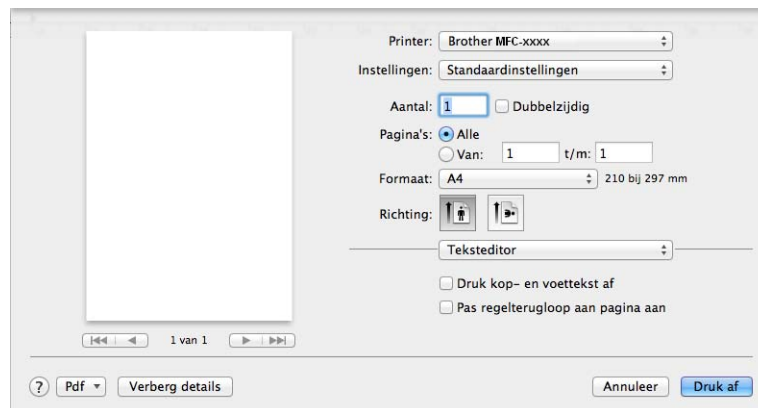 Printer: Brother MFC-xxxx
Instellingen: Standaardinstellingen
Aantal: 1 Dubbelzijdig
Pagina's: Alle
Van: 1 t/m: 1
Formaat: A4 210 bij 297 mm
Richting:
Teksteditor
Druk kop- en voettekst af
Pas regelterugloop aan pagina aan
1 van 1
? Pdf Verberg details Annuleer Druk af